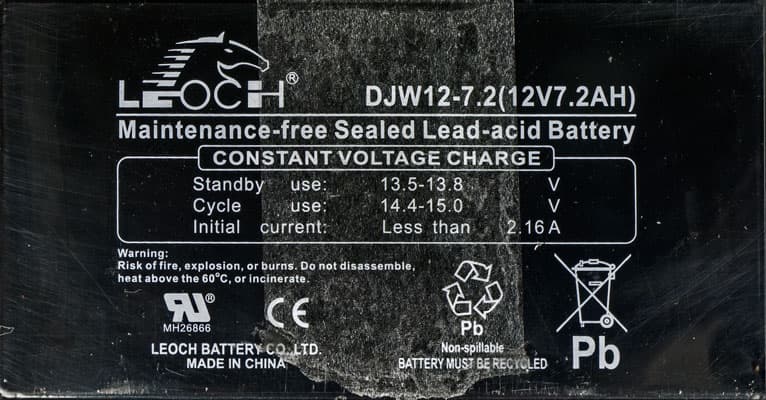 LEOCH®
DJW12-7.2(12V7.2AH)
Maintenance-free Sealed Lead-acid Battery
CONSTANT VOLTAGE CHARGE
Standby use: 13.5-13.8 V
Cycle use: 14.4-15.0 V
Initial current: Less than 2.16 A
Warning:
Risk of fire, explosion, or burns. Do not disassemble,
heat above the 60°C, or incinerate.
RU® CE
MH26866
Pb
LEOCH BATTERY CO., LTD.
MADE IN CHINA
Non-spillable
BATTERY MUST BE RECYCLED
Pb